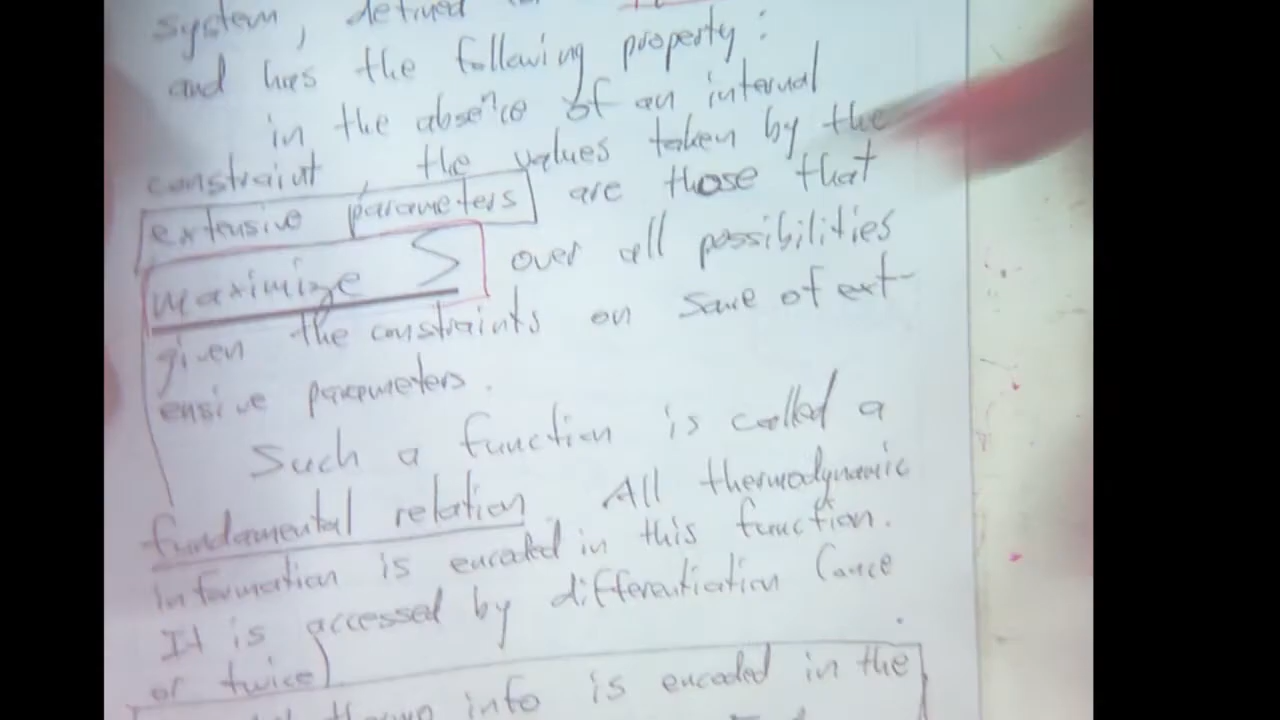 system, defined
and has the following property:
in the absence of an internal
constraint, the values taken by the
extensive parameters are those that
maximize S over all possibilities
given the constraints on some of ext-
ensive parameters.
Such a function is called a
fundamental relation. All thermodynamic
information is encoded in this function.
It is accessed by differentiation (once
or twice)
info is encoded in the